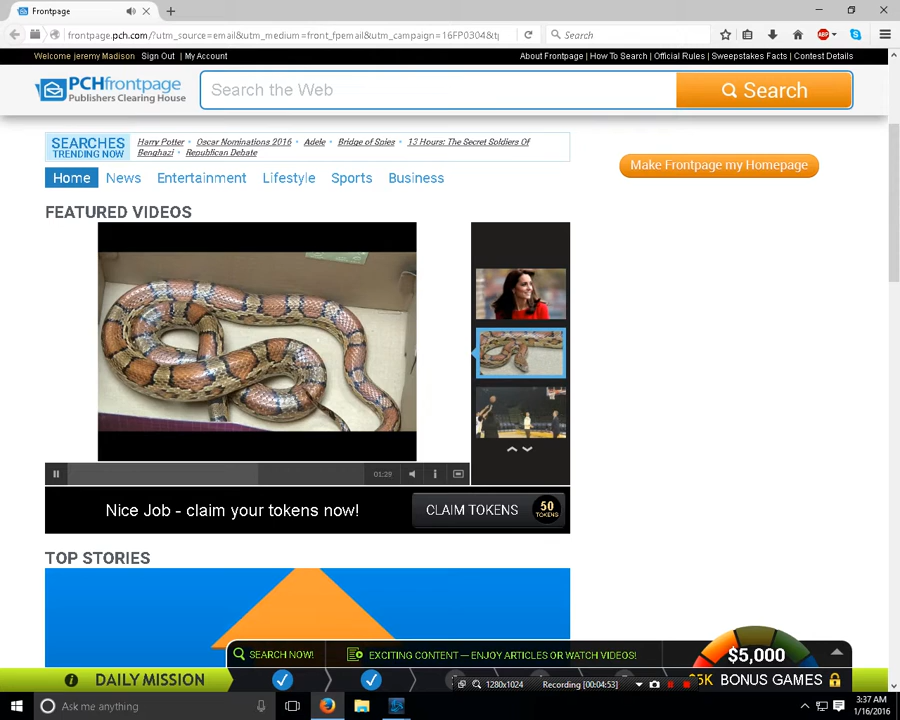 Frontpage
frontpage.pch.com/?utm_source=email&utm_medium=front_fpemail&utm_campaign=16FP0304&tj
Search
ABP
Welcome jeremy Madison Sign Out | My Account
About Frontpage | How To Search | Official Rules | Sweepstakes Facts | Contest Details
PCHfrontpage
Publishers Clearing House
Search the Web
Search
SEARCHES
TRENDING NOW
Harry Potter • Oscar Nominations 2016 • Adele • Bridge of Spies • 13 Hours: The Secret Soldiers Of
Benghazi • Republican Debate
Make Frontpage my Homepage
Home News Entertainment Lifestyle Sports Business
FEATURED VIDEOS
01:29
Nice Job - claim your tokens now!
CLAIM TOKENS
50
TOKENS
TOP STORIES
SEARCH NOW!
EXCITING CONTENT — ENJOY ARTICLES OR WATCH VIDEOS!
$5,000
DAILY MISSION
1280x1024
Recording [00:04:53]
$5K BONUS GAMES
Ask me anything
3:37 AM
1/16/2016